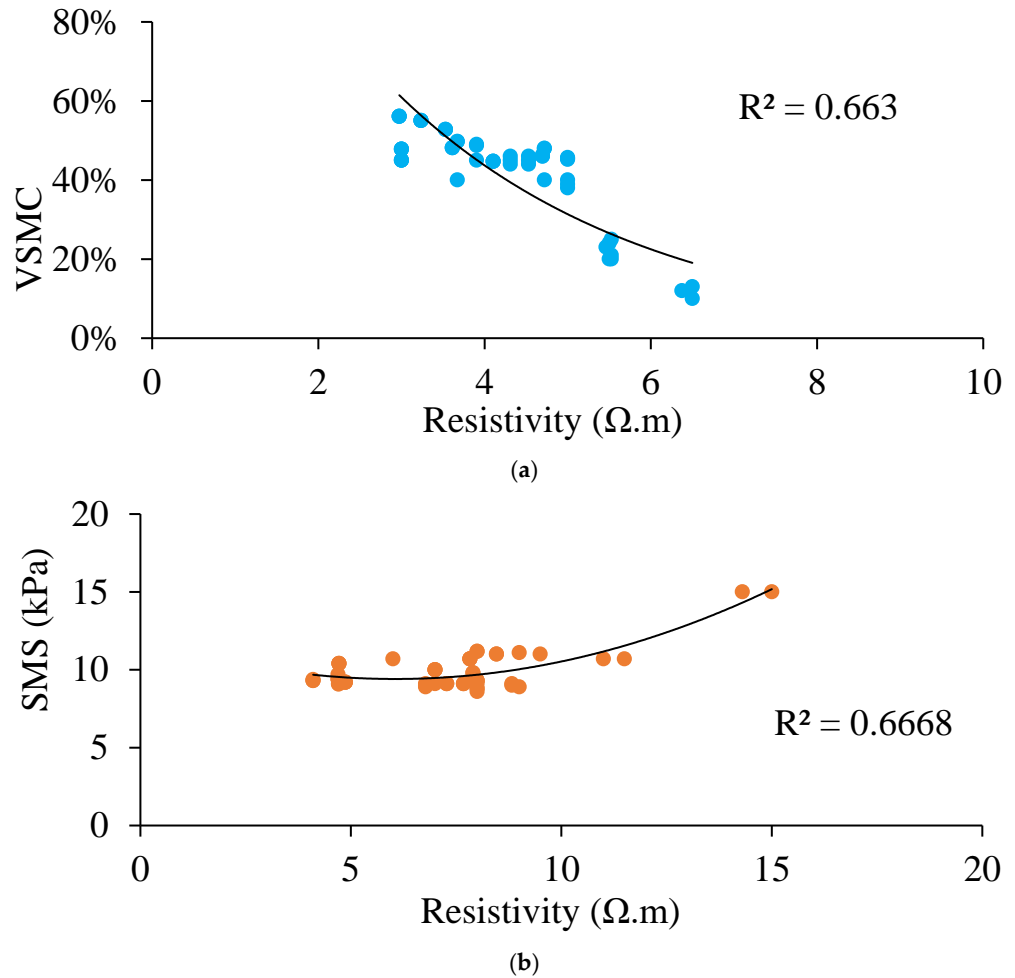 80%
60%
40%
20%
0%
VSMC
R² = 0.663
0 2 4 6 8 10
Resistivity (Ω.m)
(a)
20
15
10
5
0
SMS (kPa)
R² = 0.6668
0 5 10 15 20
Resistivity (Ω.m)
(b)